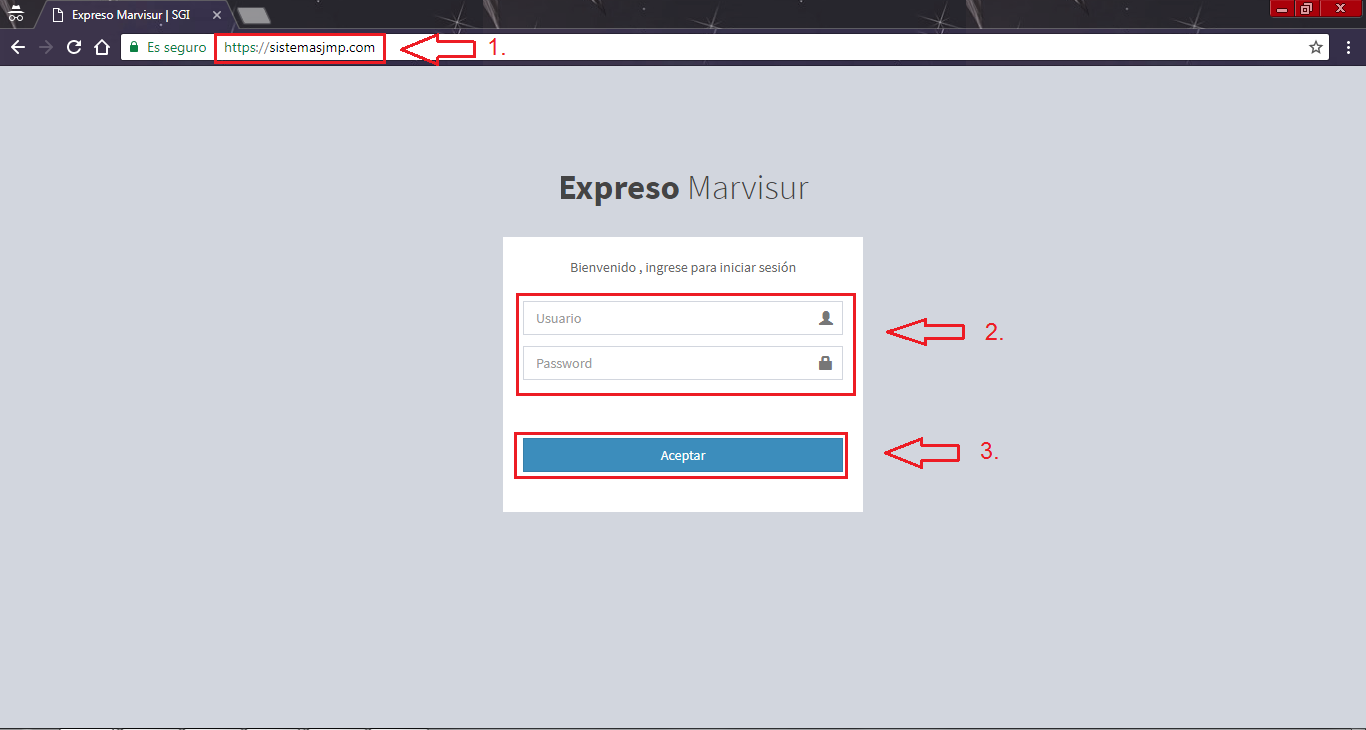 Expreso Marvisur | SGI
Es seguro https://sistemasjmp.com 1.
Expreso Marvisur
Bienvenido , ingrese para iniciar sesión
Usuario
2.
Password
Aceptar 3.